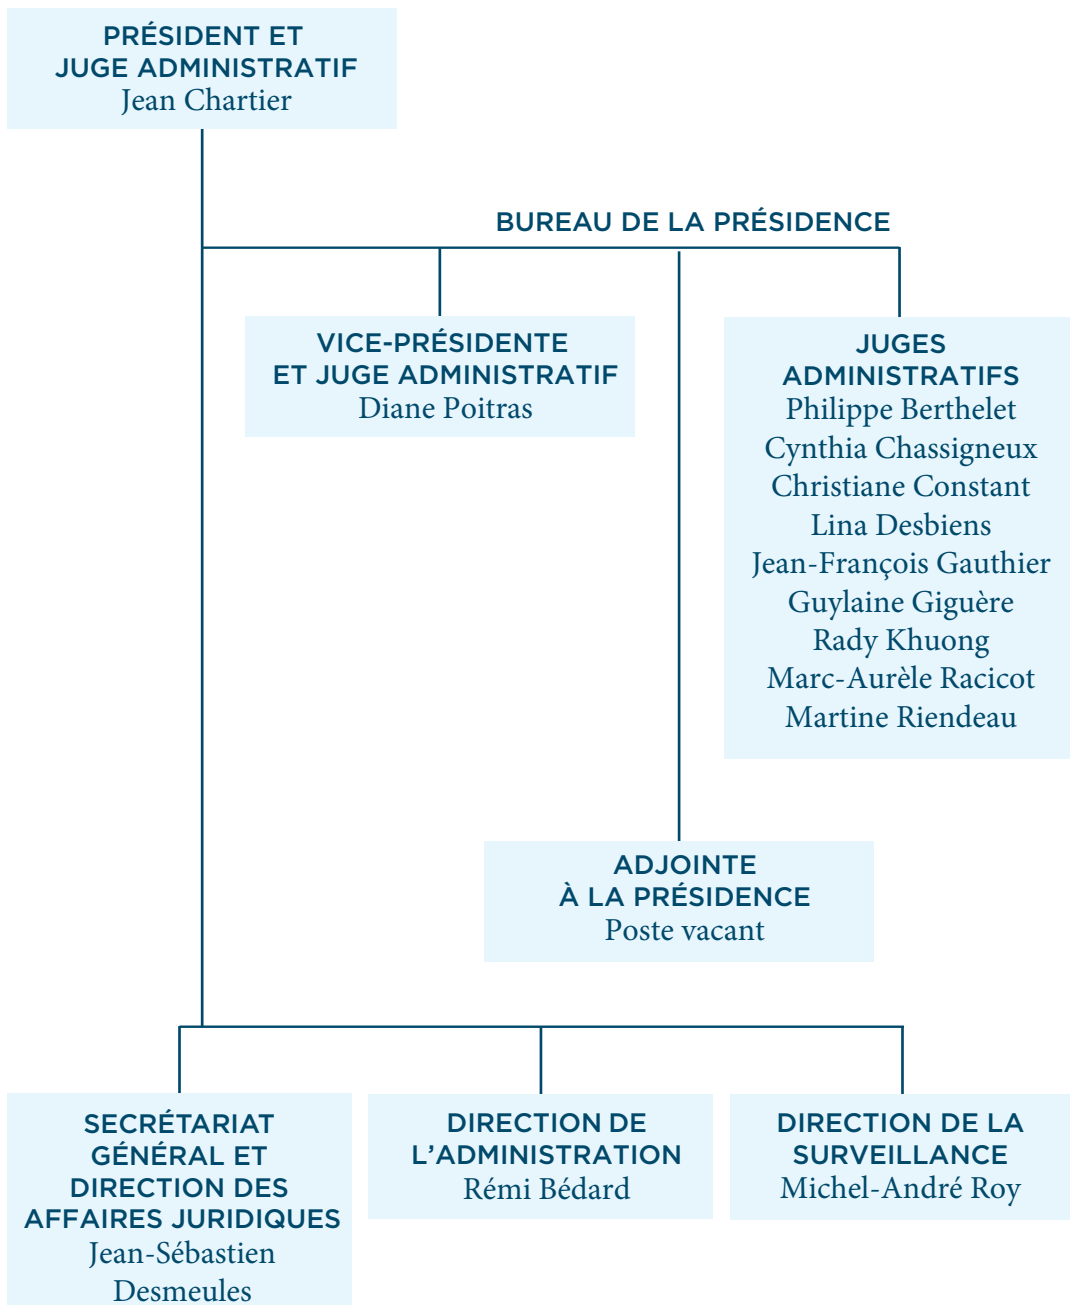 PRÉSIDENT ET
JUGE ADMINISTRATIF
Jean Chartier
BUREAU DE LA PRÉSIDENCE
VICE-PRÉSIDENTE
ET JUGE ADMINISTRATIF
Diane Poitras
JUGES
ADMINISTRATIFS
Philippe Berthelet
Cynthia Chassigneux
Christiane Constant
Lina Desbiens
Jean-François Gauthier
Guylaine Giguère
Rady Khuong
Marc-Aurèle Racicot
Martine Riendeau
ADJOINTE
À LA PRÉSIDENCE
Poste vacant
SECRÉTARIAT
GÉNÉRAL ET
DIRECTION DES
AFFAIRES JURIDIQUES
Jean-Sébastien
Desmeules
DIRECTION DE
L’ADMINISTRATION
Rémi Bédard
DIRECTION DE LA
SURVEILLANCE
Michel-André Roy